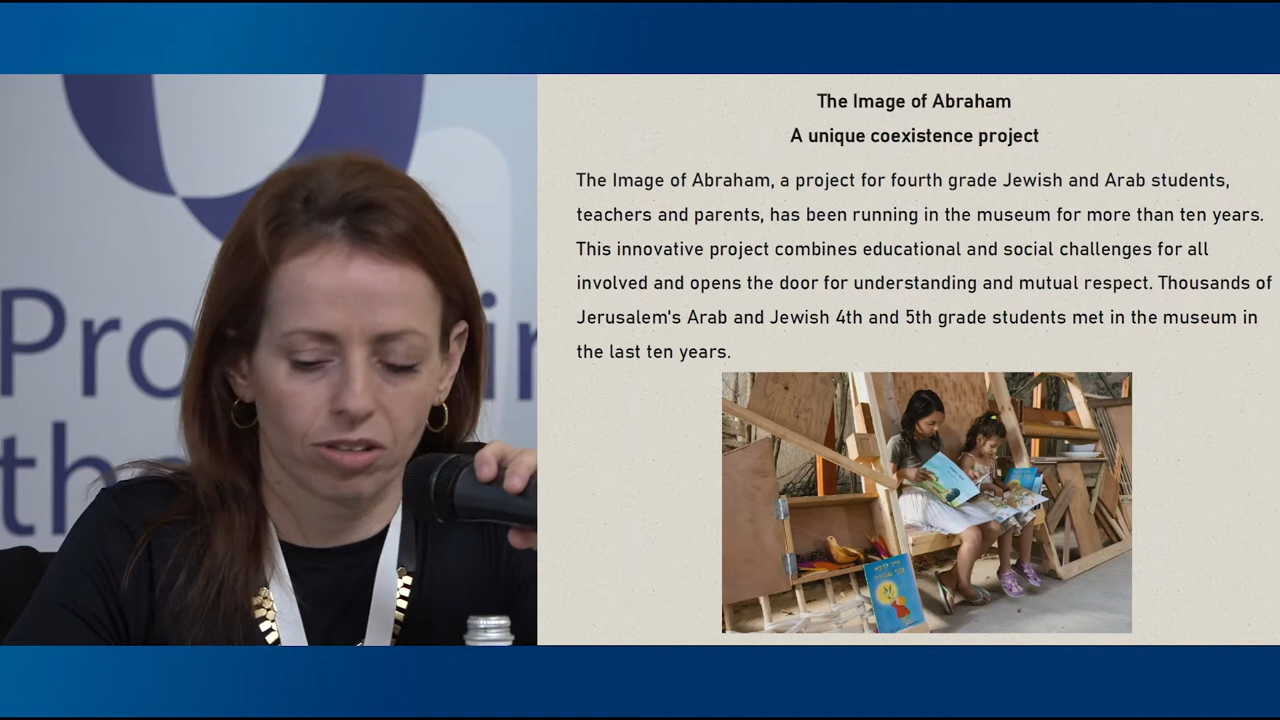 The Image of Abraham
A unique coexistence project
The Image of Abraham, a project for fourth grade Jewish and Arab students,
teachers and parents, has been running in the museum for more than ten years.
This innovative project combines educational and social challenges for all
involved and opens the door for understanding and mutual respect. Thousands of
Jerusalem's Arab and Jewish 4th and 5th grade students met in the museum in
the last ten years.
Pro
in
the